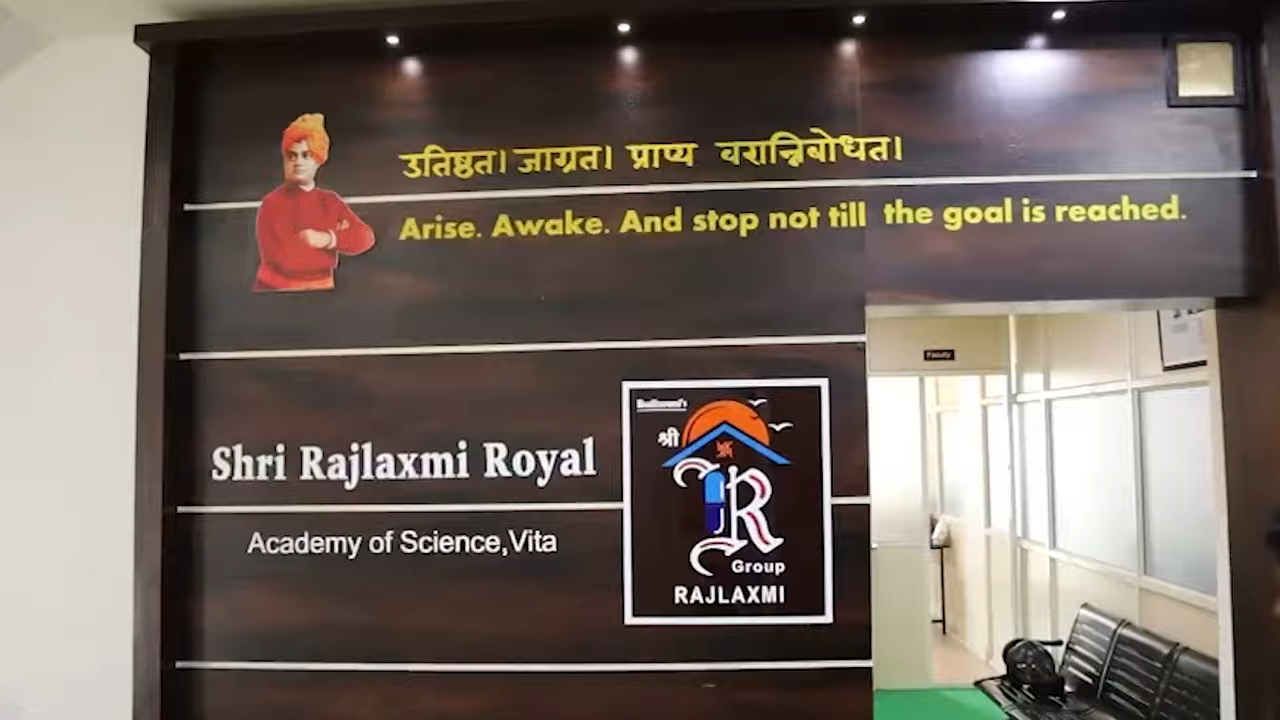 उतिष्ठत। जाग्रत। प्राप्य वरान्निबोधत।
Arise. Awake. And stop not till the goal is reached.
Faculty
Shri Rajlaxmi Royal
Academy of Science,Vita
श्री
R
Group
RAJLAXMI